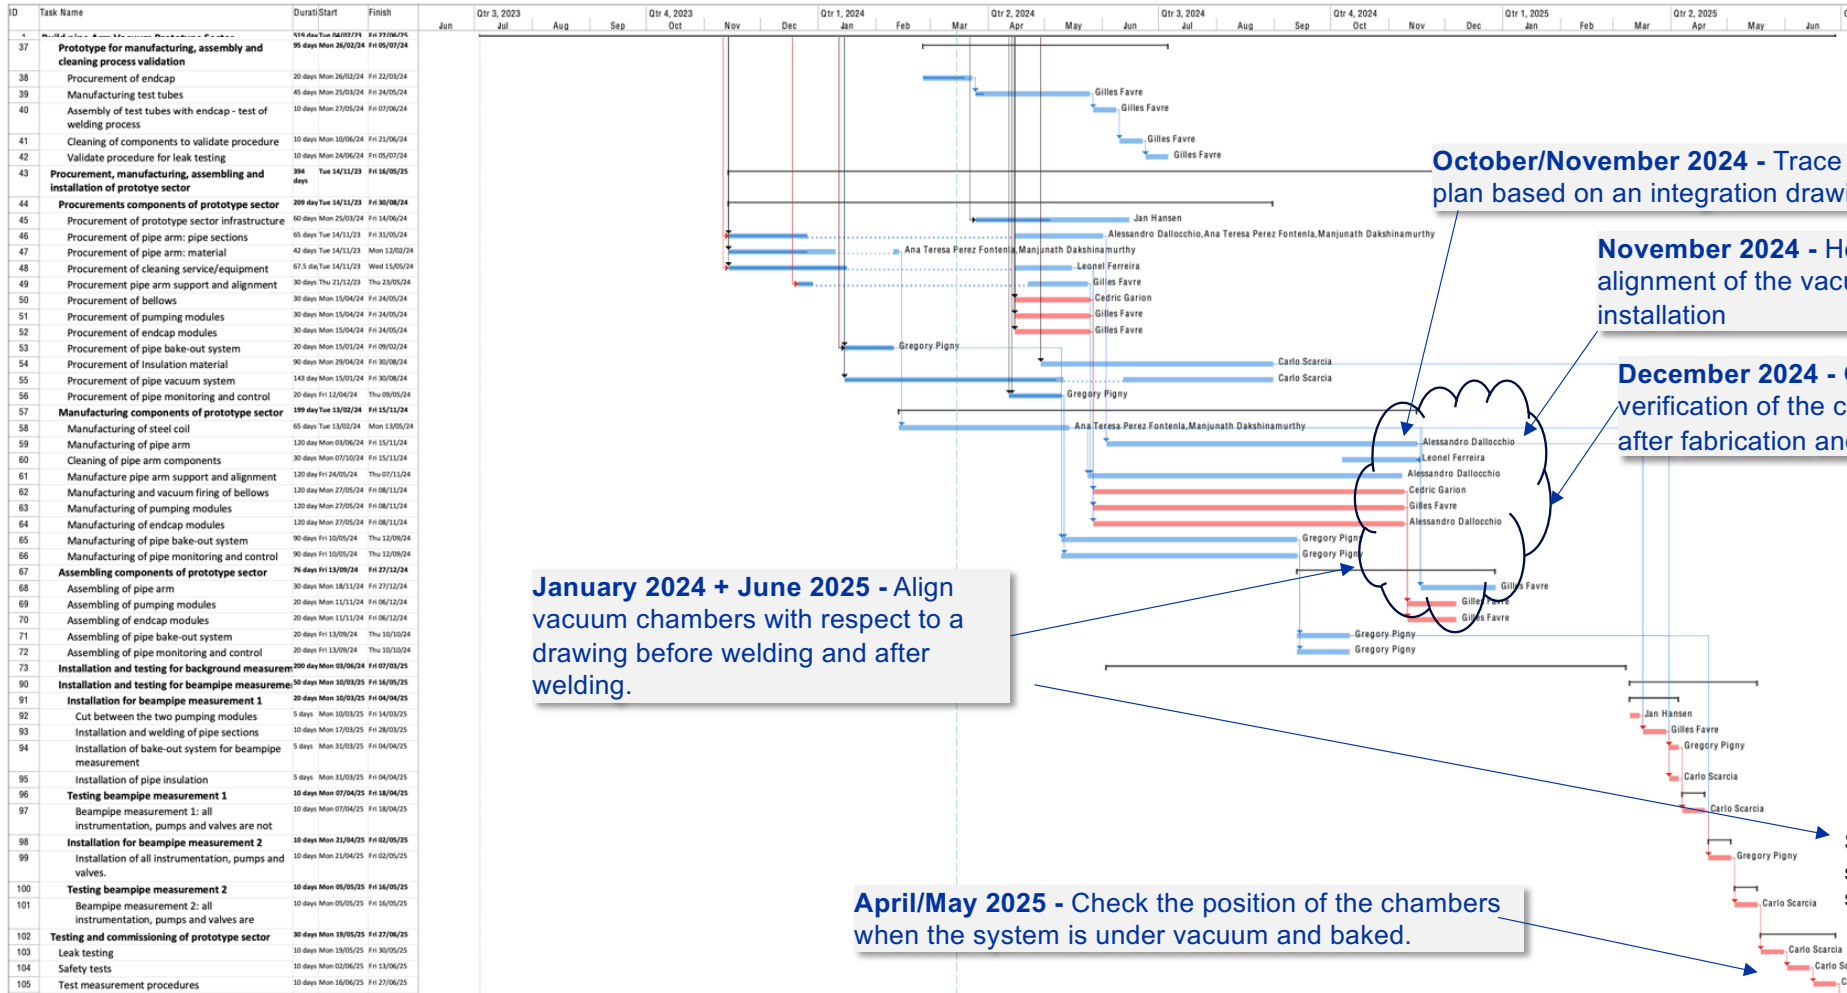 ID Task Name Durati Start Finish
Qtr 3, 2023 Qtr 4, 2023 Qtr 1, 2024 Qtr 2, 2024 Qtr 3, 2024 Qtr 4, 2024 Qtr 1, 2025 Qtr 2, 2025
Jun Jul Aug Sep Oct Nov Dec Jan Feb Mar Apr May Jun Jul Aug Sep Oct Nov Dec Jan Feb Mar Apr May Jun
37 Prototype for manufacturing, assembly and 95 days Mon 26/02/24 Fri 05/07/24
cleaning process validation
38 Procurement of endcap 20 days Mon 26/02/24 Fri 22/03/24
39 Manufacturing test tubes 45 days Mon 25/03/24 Fri 24/05/24 Gilles Favre
40 Assembly of test tubes with endcap - test of 10 days Mon 27/05/24 Fri 07/06/24 Gilles Favre
welding process
41 Cleaning of components to validate procedure 10 days Mon 10/06/24 Fri 21/06/24 Gilles Favre
42 Validate procedure for leak testing 10 days Mon 24/06/24 Fri 05/07/24 Gilles Favre
43 Procurement, manufacturing, assembling and 394 Tue 14/11/23 Fri 16/05/25
installation of prototye sector days
44 Procurements components of prototype sector 209 day Tue 14/11/23 Fri 30/08/24
45 Procurement of prototype sector infrastructure 60 days Mon 25/03/24 Fri 14/06/24 Jan Hansen
46 Procurement of pipe arm: pipe sections 65 days Tue 14/11/23 Fri 31/05/24 Alessandro Dallocchio,Ana Teresa Perez Fontenla,Manjunath Dakshinamurthy
47 Procurement of pipe arm: material 42 days Tue 14/11/23 Mon 12/02/24 Ana Teresa Perez Fontenla,Manjunath Dakshinamurthy
48 Procurement of cleaning service/equipment 67.5 day Tue 14/11/23 Wed 15/05/24 Leonel Ferreira
49 Procurement pipe arm support and alignment 30 days Thu 21/12/23 Thu 23/05/24 Gilles Favre
50 Procurement of bellows 30 days Mon 15/04/24 Fri 24/05/24 Cedric Garion
51 Procurement of pumping modules 30 days Mon 15/04/24 Fri 24/05/24 Gilles Favre
52 Procurement of endcap modules 30 days Mon 15/04/24 Fri 24/05/24 Gilles Favre
53 Procurement of pipe bake-out system 20 days Mon 15/01/24 Fri 09/02/24 Gregory Pigny
54 Procurement of Insulation material 90 days Mon 29/04/24 Fri 30/08/24 Carlo Scarcia
55 Procurement of pipe vacuum system 143 day Mon 15/01/24 Fri 30/08/24 Carlo Scarcia
56 Procurement of pipe monitoring and control 20 days Fri 12/04/24 Thu 09/05/24 Gregory Pigny
57 Manufacturing components of prototype sector 199 day Tue 13/02/24 Fri 15/11/24
58 Manufacturing of steel coil 65 days Tue 13/02/24 Mon 13/05/24 Ana Teresa Perez Fontenla,Manjunath Dakshinamurthy
59 Manufacturing of pipe arm 120 day Mon 03/06/24 Fri 15/11/24 Alessandro Dallocchio
60 Cleaning of pipe arm components 30 days Mon 07/10/24 Fri 15/11/24 Leonel Ferreira
61 Manufacture pipe arm support and alignment 120 day Fri 24/05/24 Thu 07/11/24 Alessandro Dallocchio
62 Manufacturing and vacuum firing of bellows 120 day Mon 27/05/24 Fri 08/11/24 Cedric Garion
63 Manufacturing of pumping modules 120 day Mon 27/05/24 Fri 08/11/24 Gilles Favre
64 Manufacturing of endcap modules 120 day Mon 27/05/24 Fri 08/11/24 Alessandro Dallocchio
65 Manufacturing of pipe bake-out system 90 days Fri 10/05/24 Thu 12/09/24 Gregory Pigny
66 Manufacturing of pipe monitoring and control 90 days Fri 10/05/24 Thu 12/09/24 Gregory Pigny
67 Assembling components of prototype sector 76 days Fri 13/09/24 Fri 27/12/24
68 Assembling of pipe arm 30 days Mon 18/11/24 Fri 27/12/24 Gilles Favre
69 Assembling of pumping modules 20 days Mon 11/11/24 Fri 06/12/24 Gilles Favre
70 Assembling of endcap modules 20 days Mon 11/11/24 Fri 06/12/24 Gilles Favre
71 Assembling of pipe bake-out system 20 days Fri 13/09/24 Thu 10/10/24 Gregory Pigny
72 Assembling of pipe monitoring and control 20 days Fri 13/09/24 Thu 10/10/24 Gregory Pigny
73 Installation and testing for background measurem 200 day Mon 03/06/24 Fri 07/03/25
90 Installation and testing for beampipe measureme 50 days Mon 10/03/25 Fri 16/05/25
91 Installation for beampipe measurement 1 20 days Mon 10/03/25 Fri 04/04/25
92 Cut between the two pumping modules 5 days Mon 10/03/25 Fri 14/03/25 Jan Hansen
93 Installation and welding of pipe sections 10 days Mon 17/03/25 Fri 28/03/25 Gilles Favre
94 Installation of bake-out system for beampipe 5 days Mon 31/03/25 Fri 04/04/25 Gregory Pigny
measurement
95 Installation of pipe insulation 5 days Mon 31/03/25 Fri 04/04/25 Carlo Scarcia
96 Testing beampipe measurement 1 10 days Mon 07/04/25 Fri 18/04/25
97 Beampipe measurement 1: all 10 days Mon 07/04/25 Fri 18/04/25 Carlo Scarcia
instrumentation, pumps and valves are not
98 Installation for beampipe measurement 2 10 days Mon 21/04/25 Fri 02/05/25
99 Installation of all instrumentation, pumps and 10 days Mon 21/04/25 Fri 02/05/25 Gregory Pigny
valves.
100 Testing beampipe measurement 2 10 days Mon 05/05/25 Fri 16/05/25
101 Beampipe measurement 2: all 10 days Mon 05/05/25 Fri 16/05/25 Carlo Scarcia
instrumentation, pumps and valves are
102 Testing and commissioning of prototype sector 30 days Mon 19/05/25 Fri 27/06/25
103 Leak testing 10 days Mon 19/05/25 Fri 30/05/25 Carlo Scarcia
104 Safety tests 10 days Mon 02/06/25 Fri 13/06/25 Carlo Sc
105 Test measurement procedures 10 days Mon 16/06/25 Fri 27/06/25 C
October/November 2024 - Trace
plan based on an integration drawi
November 2024 - He
alignment of the vacu
installation
December 2024 -
verification of the c
after fabrication and
January 2024 + June 2025 - Align
vacuum chambers with respect to a
drawing before welding and after
welding.
April/May 2025 - Check the position of the chambers
when the system is under vacuum and baked.